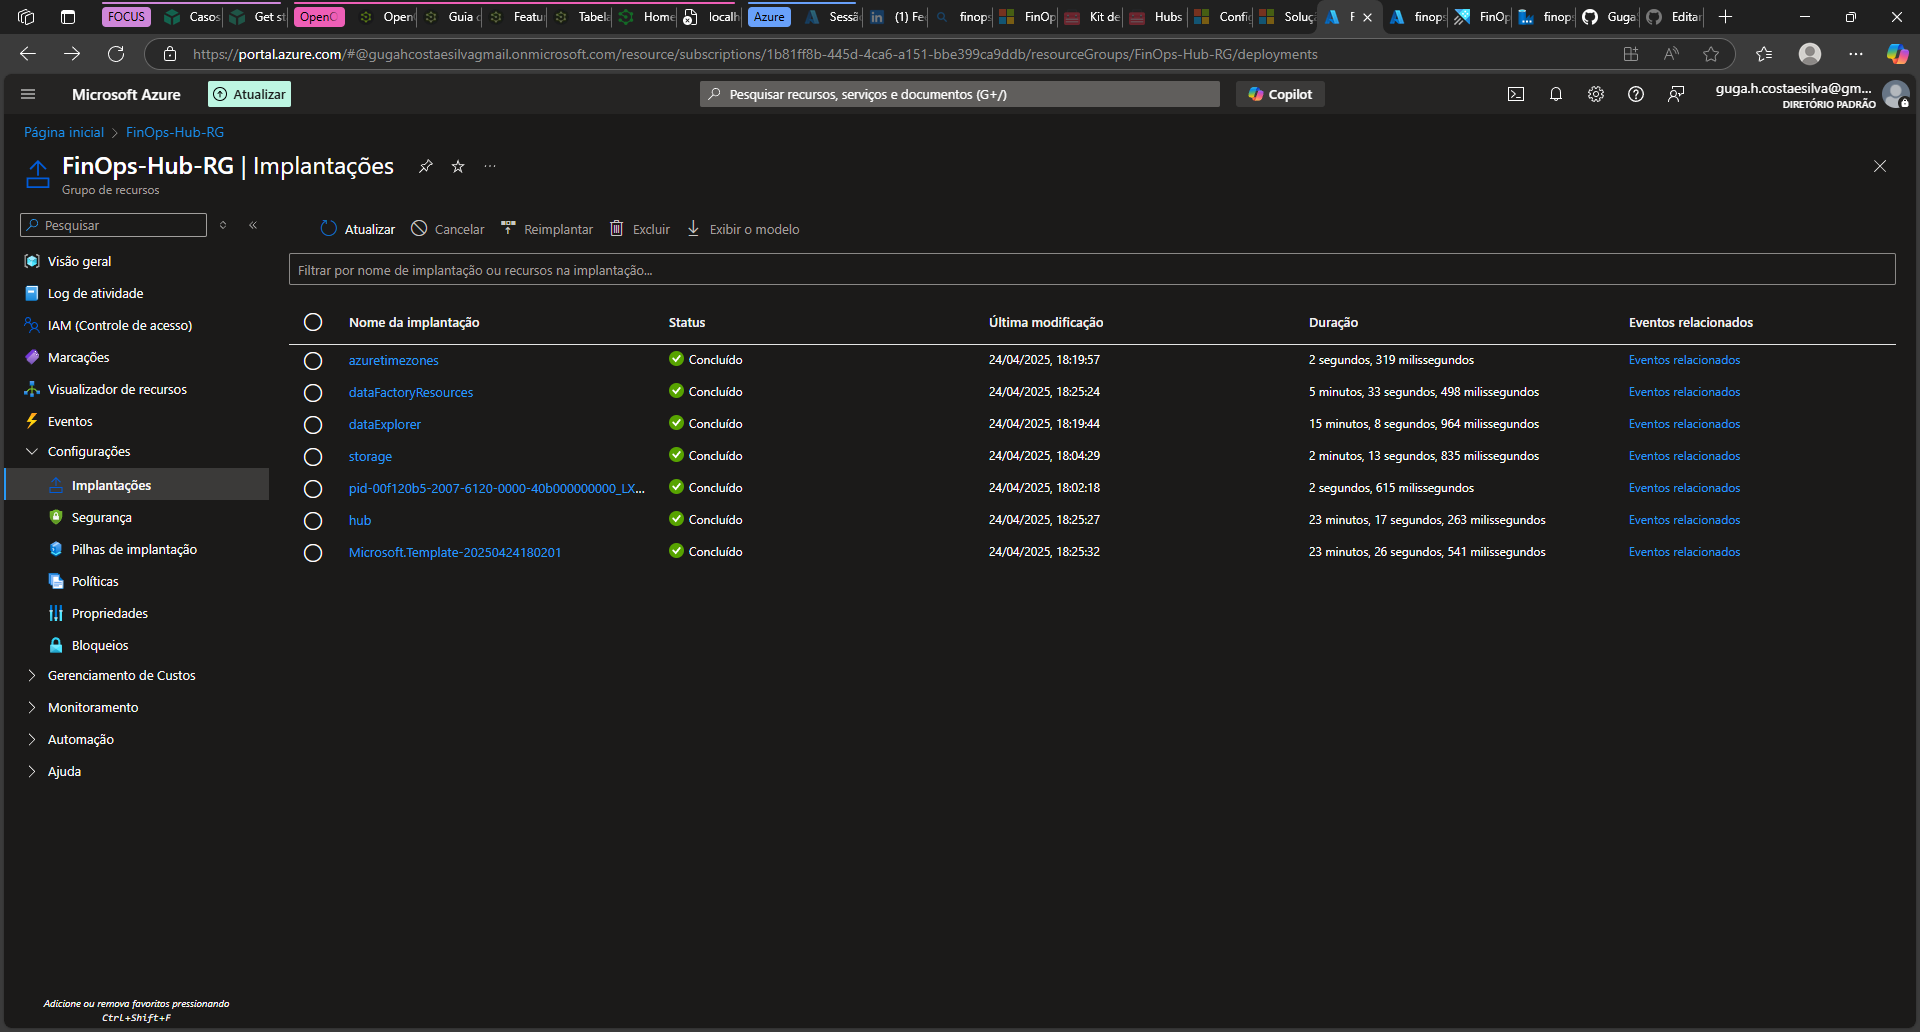 FOCUS
Casos
Get st
OpenC
Open
Guia c
Featu
Tabela
Home
localh
Azure
Sessã
(1) Fe
finops
FinOp
Kit de
Hubs
Config
Soluç
F
finops
FinOp
finops
Guga
Editar
https://portal.azure.com/#@gugahcostaesilvagmail.onmicrosoft.com/resource/subscriptions/1b81ff8b-445d-4ca6-a151-bbe399ca9ddb/resourceGroups/FinOps-Hub-RG/deployments
Microsoft Azure
Atualizar
Pesquisar recursos, serviços e documentos (G+/)
Copilot
guga.h.costaesilva@gm...
DIRETÓRIO PADRÃO
Página inicial > FinOps-Hub-RG
FinOps-Hub-RG | Implantações
Grupo de recursos
Pesquisar
Visão geral
Log de atividade
IAM (Controle de acesso)
Marcações
Visualizador de recursos
Eventos
Configurações
Implantações
Segurança
Pilhas de implantação
Políticas
Propriedades
Bloqueios
Gerenciamento de Custos
Monitoramento
Automação
Ajuda
Adicione ou remova favoritos pressionando
Ctrl+Shift+F
Atualizar Cancelar Reimplantar Excluir Exibir o modelo
Filtrar por nome de implantação ou recursos na implantação...
Nome da implantação Status Última modificação Duração Eventos relacionados
azuretimezones Concluído 24/04/2025, 18:19:57 2 segundos, 319 milissegundos Eventos relacionados
dataFactoryResources Concluído 24/04/2025, 18:25:24 5 minutos, 33 segundos, 498 milissegundos Eventos relacionados
dataExplorer Concluído 24/04/2025, 18:19:44 15 minutos, 8 segundos, 964 milissegundos Eventos relacionados
storage Concluído 24/04/2025, 18:04:29 2 minutos, 13 segundos, 835 milissegundos Eventos relacionados
pid-00f120b5-2007-6120-0000-40b000000000_LX... Concluído 24/04/2025, 18:02:18 2 segundos, 615 milissegundos Eventos relacionados
hub Concluído 24/04/2025, 18:25:27 23 minutos, 17 segundos, 263 milissegundos Eventos relacionados
Microsoft.Template-20250424180201 Concluído 24/04/2025, 18:25:32 23 minutos, 26 segundos, 541 milissegundos Eventos relacionados